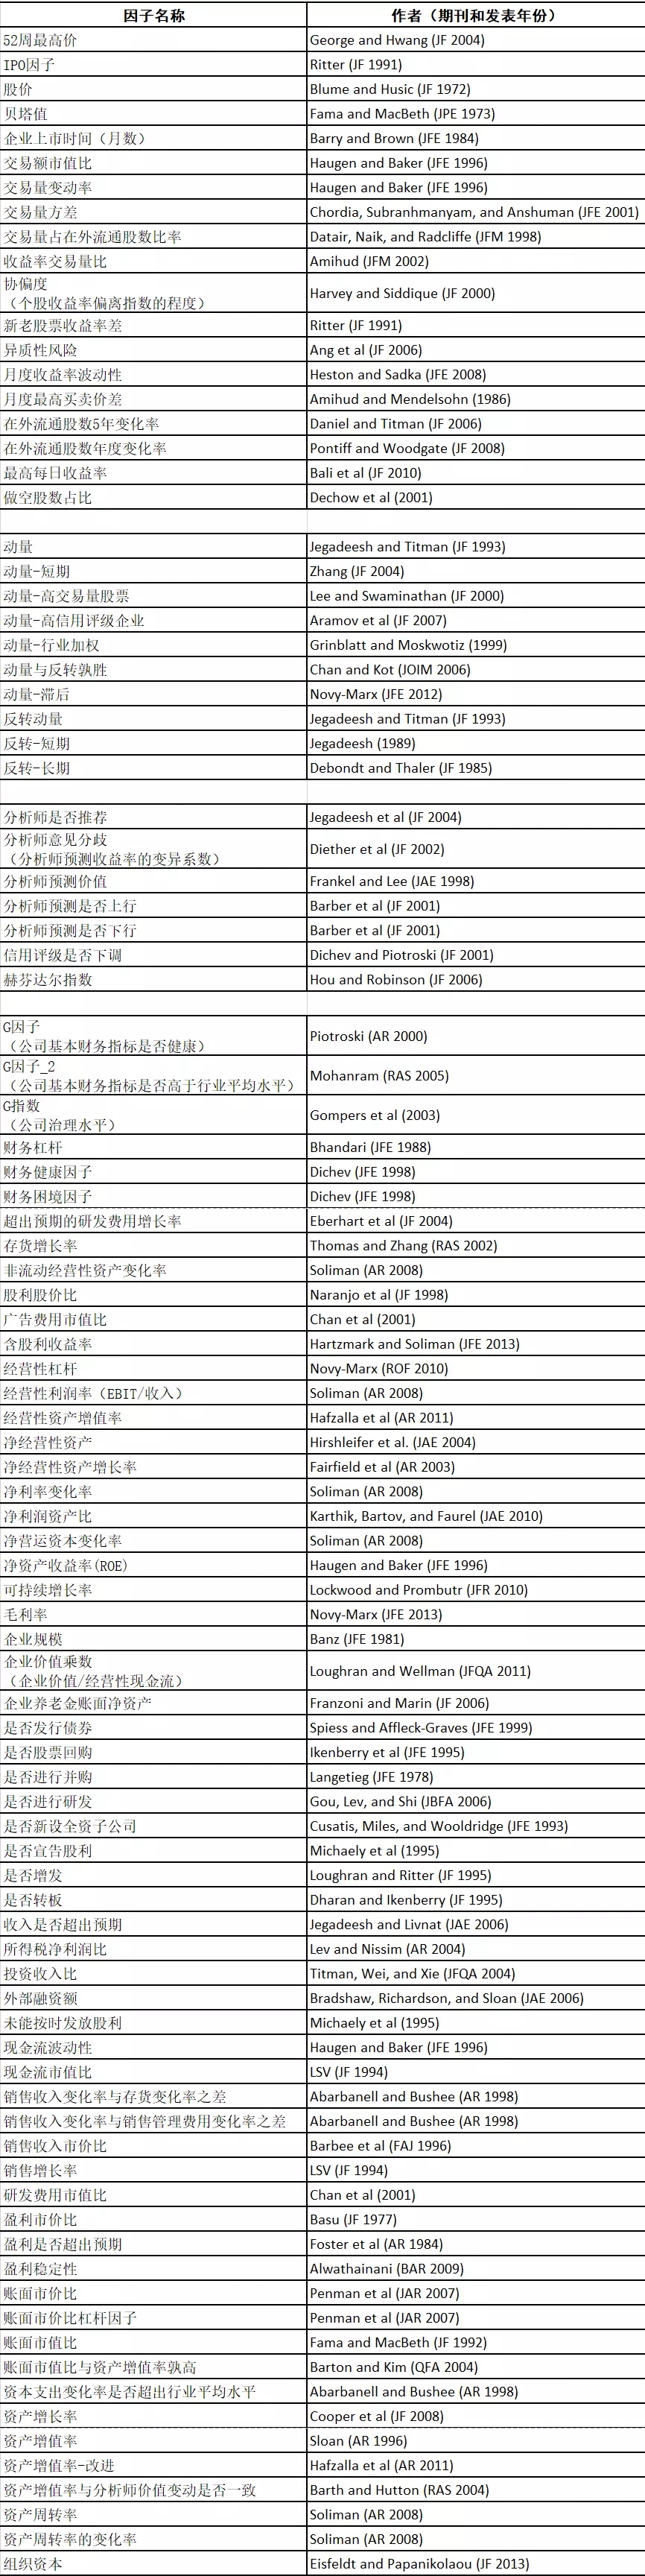 因子名称 作者（期刊和发表年份）
52周最高价 George and Hwang (JF 2004)
IPO因子 Ritter (JF 1991)
股价 Blume and Husic (JF 1972)
贝塔值 Fama and MacBeth (JPE 1973)
企业上市时间（月数） Barry and Brown (JFE 1984)
交易额市值比 Haugen and Baker (JFE 1996)
交易量变动率 Haugen and Baker (JFE 1996)
交易量方差 Chordia, Subranhmanyam, and Anshuman (JFE 2001)
交易量占在外流通股数比率 Datair, Naik, and Radcliffe (JFM 1998)
收益率交易量比 Amihud (JFM 2002)
协偏度
（个股收益率偏离指数的程度） Harvey and Siddique (JF 2000)
新老股票收益率差 Ritter (JF 1991)
异质性风险 Ang et al (JF 2006)
月度收益率波动性 Heston and Sadka (JFE 2008)
月度最高买卖价差 Amihud and Mendelsohn (1986)
在外流通股数5年变化率 Daniel and Titman (JF 2006)
在外流通股数年度变化率 Pontiff and Woodgate (JF 2008)
最高每日收益率 Bali et al (JF 2010)
做空股数占比 Dechow et al (2001)
动量 Jegadeesh and Titman (JF 1993)
动量-短期 Zhang (JF 2004)
动量-高交易量股票 Lee and Swaminathan (JF 2000)
动量-高信用评级企业 Aramov et al (JF 2007)
动量-行业加权 Grinblatt and Moskwotiz (1999)
动量与反转孰胜 Chan and Kot (JOIM 2006)
动量-滞后 Novy-Marx (JFE 2012)
反转动量 Jegadeesh and Titman (JF 1993)
反转-短期 Jegadeesh (1989)
反转-长期 Debondt and Thaler (JF 1985)
分析师是否推荐 Jegadeesh et al (JF 2004)
分析师意见分歧
（分析师预测收益率的变异系数） Diether et al (JF 2002)
分析师预测价值 Frankel and Lee (JAE 1998)
分析师预测是否上行 Barber et al (JF 2001)
分析师预测是否下行 Barber et al (JF 2001)
信用评级是否下调 Dichev and Piotroski (JF 2001)
赫芬达尔指数 Hou and Robinson (JF 2006)
G因子
（公司基本财务指标是否健康） Piotroski (AR 2000)
G因子_2
（公司基本财务指标是否高于行业平均水平） Mohanram (RAS 2005)
G指数
（公司治理水平） Gompers et al (2003)
财务杠杆 Bhandari (JFE 1988)
财务健康因子 Dichev (JFE 1998)
财务困境因子 Dichev (JFE 1998)
超出预期的研发费用增长率 Eberhart et al (JF 2004)
存货增长率 Thomas and Zhang (RAS 2002)
非流动经营性资产变化率 Soliman (AR 2008)
股利股价比 Naranjo et al (JF 1998)
广告费用市值比 Chan et al (2001)
含股利收益率 Hartzmark and Soliman (JFE 2013)
经营性杠杆 Novy-Marx (ROF 2010)
经营性利润率（EBIT/收入） Soliman (AR 2008)
经营性资产增值率 Hafzalla et al (AR 2011)
净经营性资产 Hirshleifer et al. (JAE 2004)
净经营性资产增长率 Fairfield et al (AR 2003)
净利率变化率 Soliman (AR 2008)
净利润资产比 Karthik, Bartov, and Faurel (JAE 2010)
净营运资本变化率 Soliman (AR 2008)
净资产收益率(ROE) Haugen and Baker (JFE 1996)
可持续增长率 Lockwood and Prombutr (JFR 2010)
毛利率 Novy-Marx (JFE 2013)
企业规模 Banz (JFE 1981)
企业价值乘数
（企业价值/经营性现金流） Loughran and Wellman (JFQA 2011)
企业养老金账面净资产 Franzoni and Marin (JF 2006)
是否发行债券 Spiess and Affleck-Graves (JFE 1999)
是否股票回购 Ikenberry et al (JFE 1995)
是否进行并购 Langetieg (JFE 1978)
是否进行研发 Gou, Lev, and Shi (JBFA 2006)
是否新设全资子公司 Cusatis, Miles, and Wooldridge (JFE 1993)
是否宣告股利 Michaely et al (1995)
是否增发 Loughran and Ritter (JF 1995)
是否转板 Dharan and Ikenberry (JF 1995)
收入是否超出预期 Jegadeesh and Livnat (JAE 2006)
所得税净利润比 Lev and Nissim (AR 2004)
投资收入比 Titman, Wei, and Xie (JFQA 2004)
外部融资额 Bradshaw, Richardson, and Sloan (JAE 2006)
未能按时发放股利 Michaely et al (1995)
现金流波动性 Haugen and Baker (JFE 1996)
现金流市值比 LSV (JF 1994)
销售收入变化率与存货变化率之差 Abarbanell and Bushee (AR 1998)
销售收入变化率与销售管理费用变化率之差 Abarbanell and Bushee (AR 1998)
销售收入市价比 Barbee et al (FAJ 1996)
销售增长率 LSV (JF 1994)
研发费用市值比 Chan et al (2001)
盈利市价比 Basu (JF 1977)
盈利是否超出预期 Foster et al (AR 1984)
盈利稳定性 Alwathainani (BAR 2009)
账面市价比 Penman et al (JAR 2007)
账面市价比杠杆因子 Penman et al (JAR 2007)
账面市值比 Fama and MacBeth (JF 1992)
账面市值比与资产增值率孰高 Barton and Kim (QFA 2004)
资本支出变化率是否超出行业平均水平 Abarbanell and Bushee (AR 1998)
资产增长率 Cooper et al (JF 2008)
资产增值率 Sloan (AR 1996)
资产增值率-改进 Hafzalla et al (AR 2011)
资产增值率与分析师价值变动是否一致 Barth and Hutton (RAS 2004)
资产周转率 Soliman (AR 2008)
资产周转率的变化率 Soliman (AR 2008)
组织资本 Eisfeldt and Papanikolaou (JF 2013)